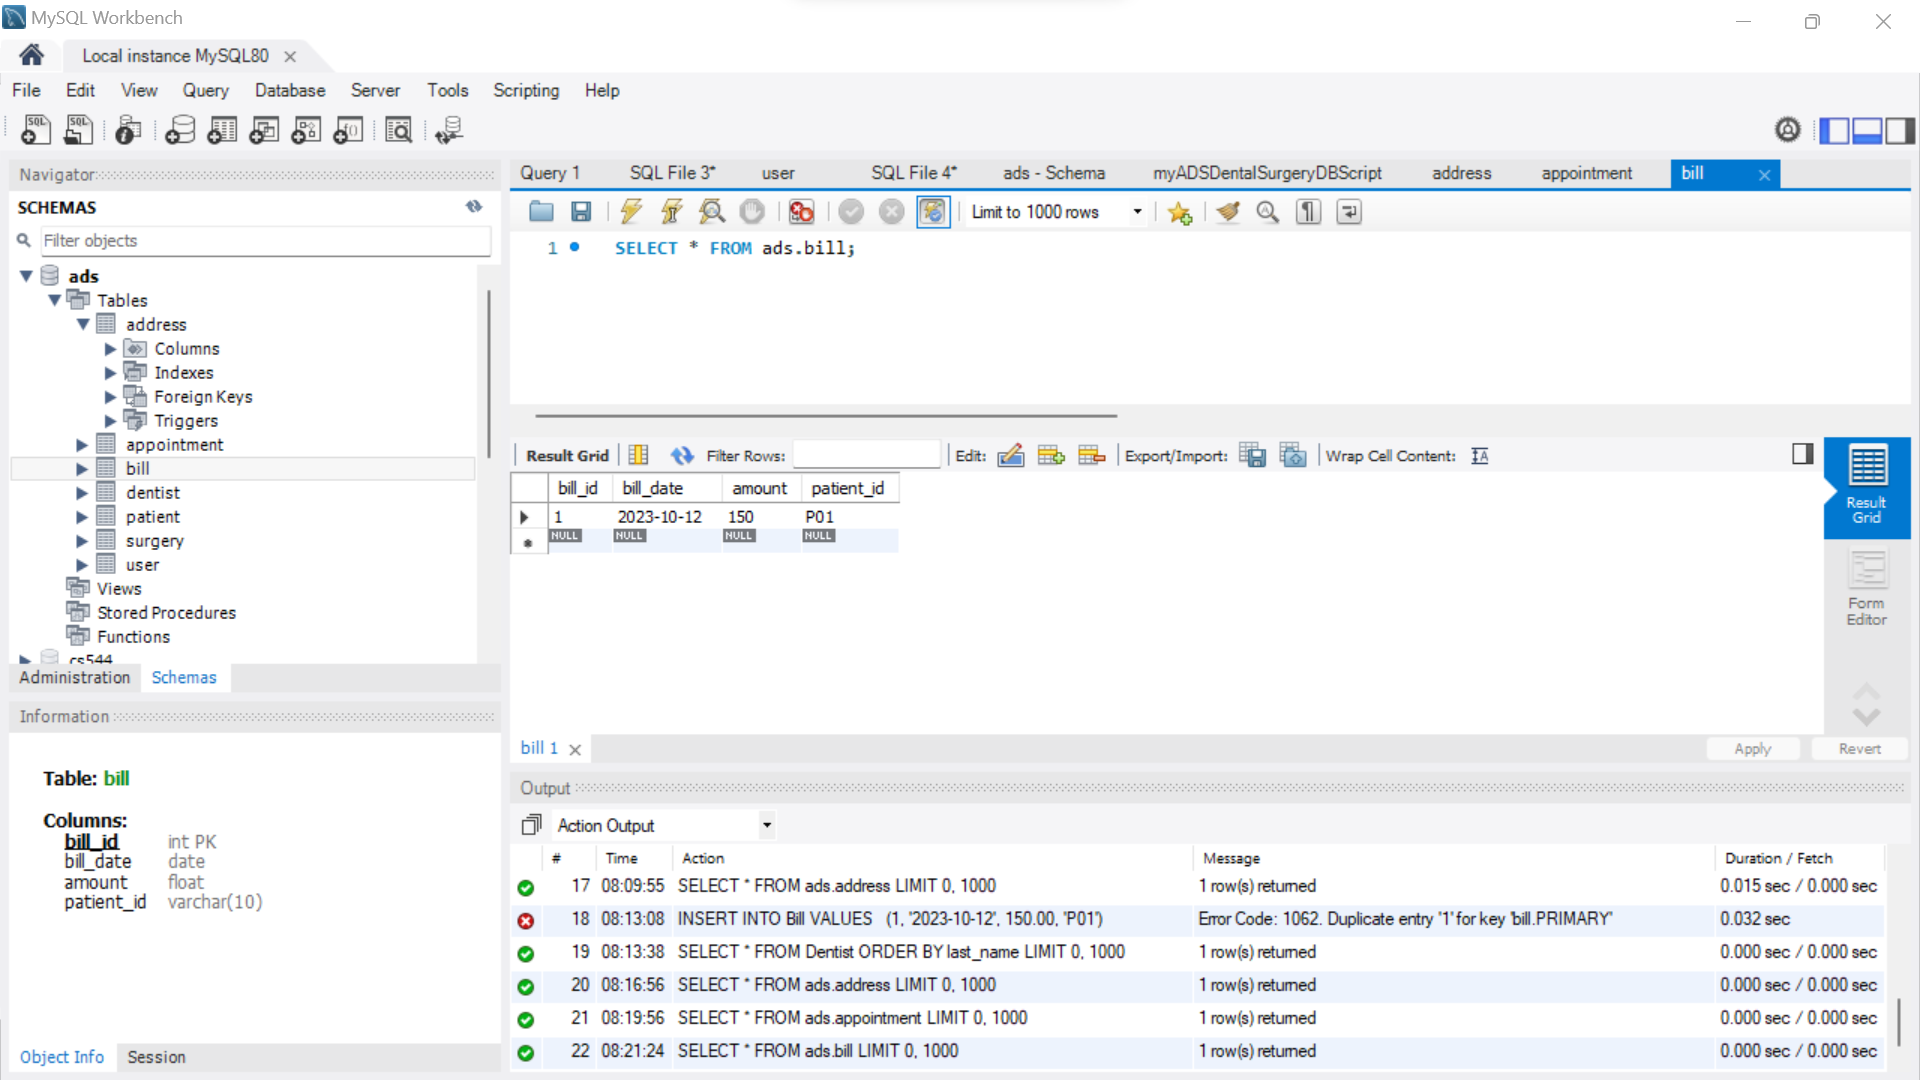 MySQL Workbench
Local instance MySQL80
File Edit View Query Database Server Tools Scripting Help
Navigator
SCHEMAS
Filter objects
ads
Tables
address
Columns
Indexes
Foreign Keys
Triggers
appointment
bill
dentist
patient
surgery
user
Views
Stored Procedures
Functions
cs544
Administration Schemas
Information
Table: bill
Columns:
bill_id int PK
bill_date date
amount float
patient_id varchar(10)
Object Info Session
Query 1 SQL File 3* user SQL File 4* ads - Schema myADSDentalSurgeryDBScript address appointment bill
Limit to 1000 rows
1 SELECT * FROM ads.bill;
Result Grid Filter Rows: Edit: Export/Import: Wrap Cell Content:
bill_id bill_date amount patient_id
1 2023-10-12 150 P01
NULL NULL NULL NULL
Result
Grid
Form
Editor
bill 1
Apply Revert
Output
Action Output
# Time Action Message Duration / Fetch
17 08:09:55 SELECT * FROM ads.address LIMIT 0, 1000 1 row(s) returned 0.015 sec / 0.000 sec
18 08:13:08 INSERT INTO Bill VALUES (1, '2023-10-12', 150.00, 'P01') Error Code: 1062. Duplicate entry '1' for key 'bill.PRIMARY' 0.032 sec
19 08:13:38 SELECT * FROM Dentist ORDER BY last_name LIMIT 0, 1000 1 row(s) returned 0.000 sec / 0.000 sec
20 08:16:56 SELECT * FROM ads.address LIMIT 0, 1000 1 row(s) returned 0.000 sec / 0.000 sec
21 08:19:56 SELECT * FROM ads.appointment LIMIT 0, 1000 1 row(s) returned 0.000 sec / 0.000 sec
22 08:21:24 SELECT * FROM ads.bill LIMIT 0, 1000 1 row(s) returned 0.000 sec / 0.000 sec